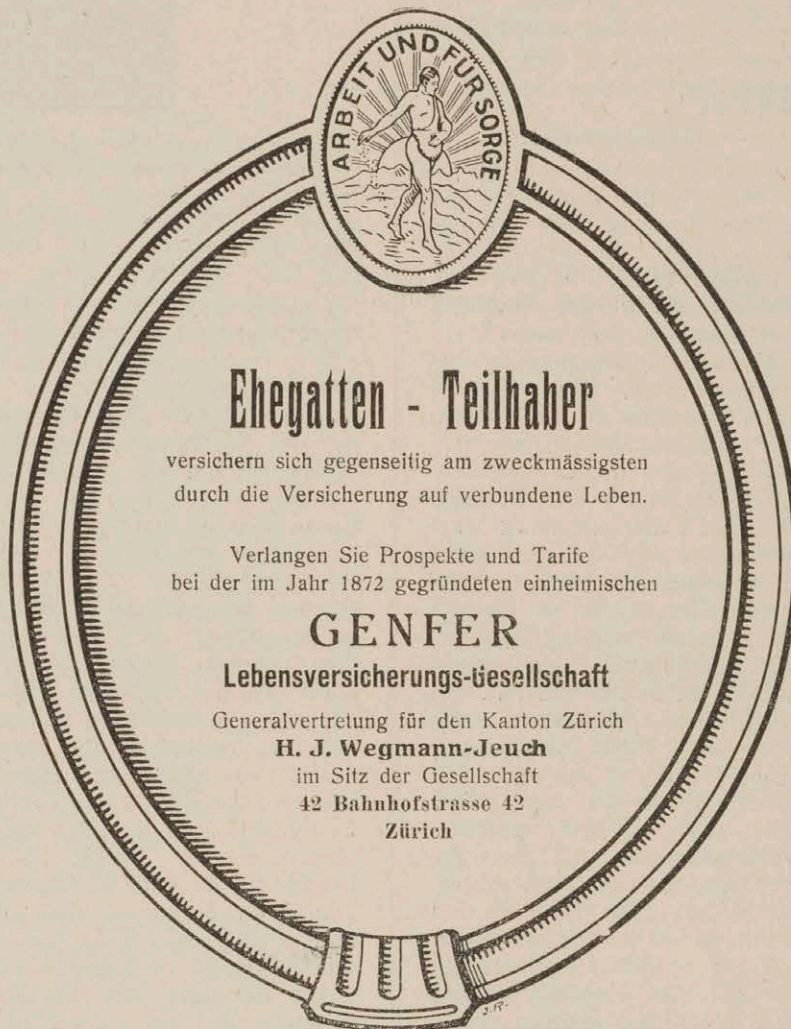 ARBEIT UND FÜRSORGE
Ehegatten - Teilhaber
versichern sich gegenseitig am zweckmässigsten
durch die Versicherung auf verbundene Leben.
Verlangen Sie Prospekte und Tarife
bei der im Jahr 1872 gegründeten einheimischen
GENFER
Lebensversicherungs-Gesellschaft
Generalvertretung für den Kanton Zürich
H. J. Wegmann-Jeuch
im Sitz der Gesellschaft
42 Bahnhofstrasse 42
Zürich
J.R.